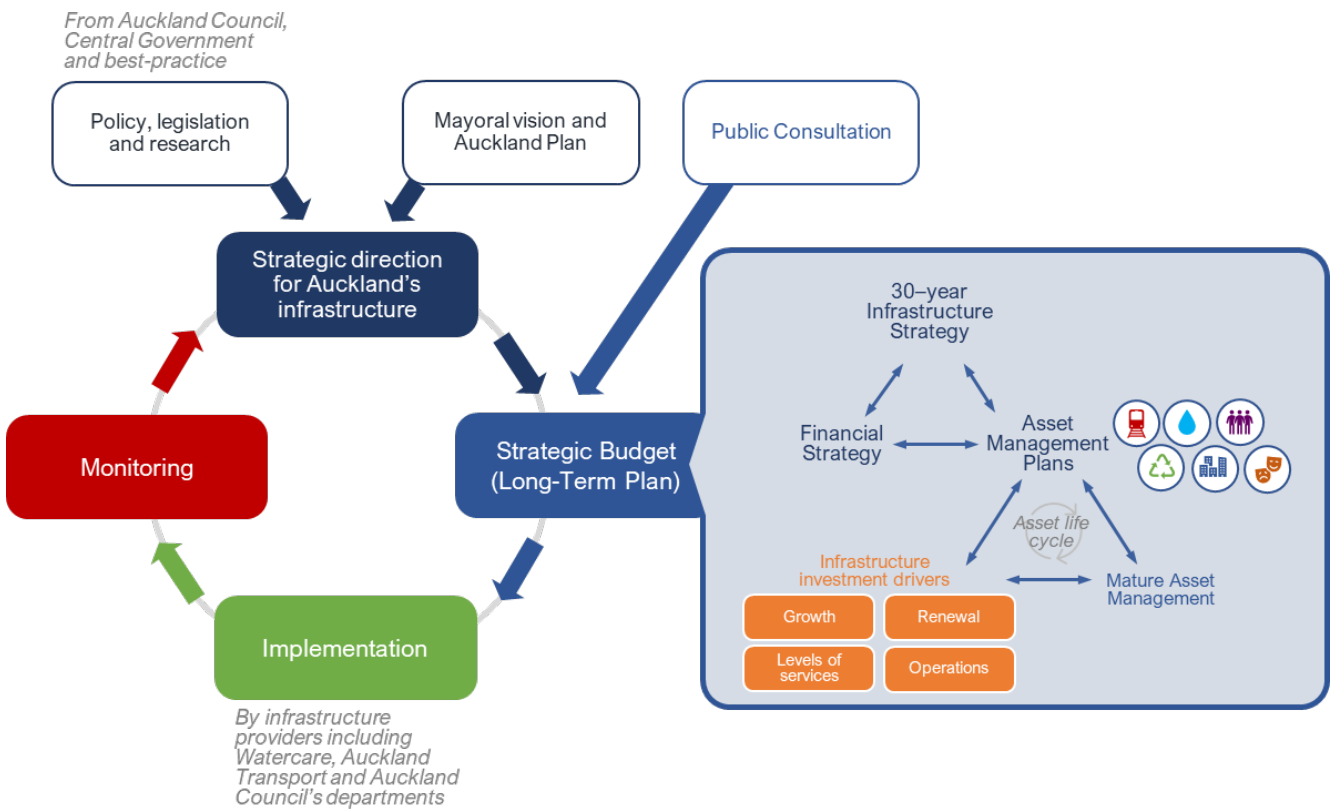 From Auckland Council,
Central Government
and best-practice
Policy, legislation
and research
Mayoral vision and
Auckland Plan
Public Consultation
Strategic direction
for Auckland’s
infrastructure
30–year
Infrastructure
Strategy
Monitoring
Strategic Budget
(Long-Term Plan)
Financial
Strategy
Asset
Management
Plans
Asset life
cycle
Infrastructure
investment drivers
Mature Asset
Management
Growth
Renewal
Levels of
services
Operations
Implementation
By infrastructure
providers including
Watercare, Auckland
Transport and Auckland
Council’s departments